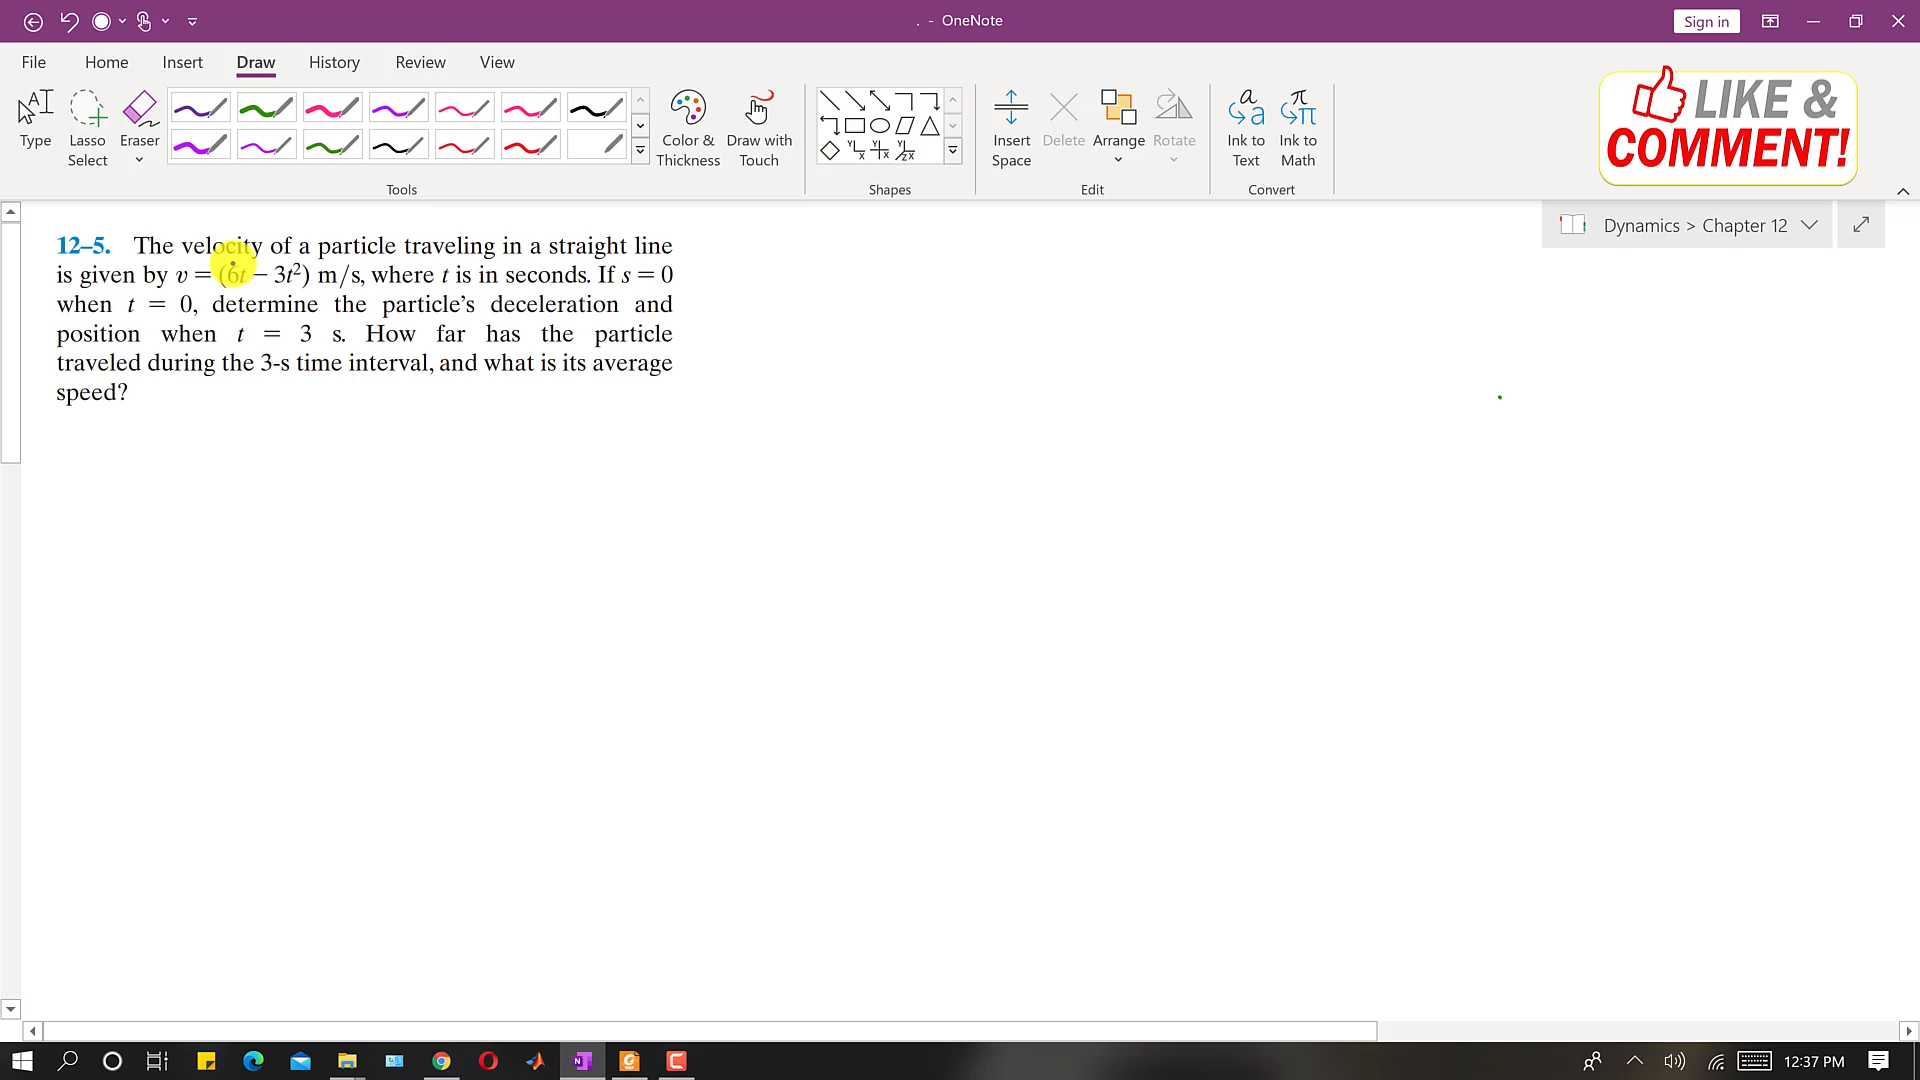 . - OneNote
Sign in
File Home Insert Draw History Review View
Type
Lasso Select
Eraser
Color & Thickness
Draw with Touch
Insert Space
Delete
Arrange
Rotate
Ink to Text
Ink to Math
Tools
Shapes
Edit
Convert
LIKE &
COMMENT!
Dynamics > Chapter 12
12–5. The velocity of a particle traveling in a straight line
is given by v = (6t − 3t²) m/s, where t is in seconds. If s = 0
when t = 0, determine the particle's deceleration and
position when t = 3 s. How far has the particle
traveled during the 3-s time interval, and what is its average
speed?
12:37 PM